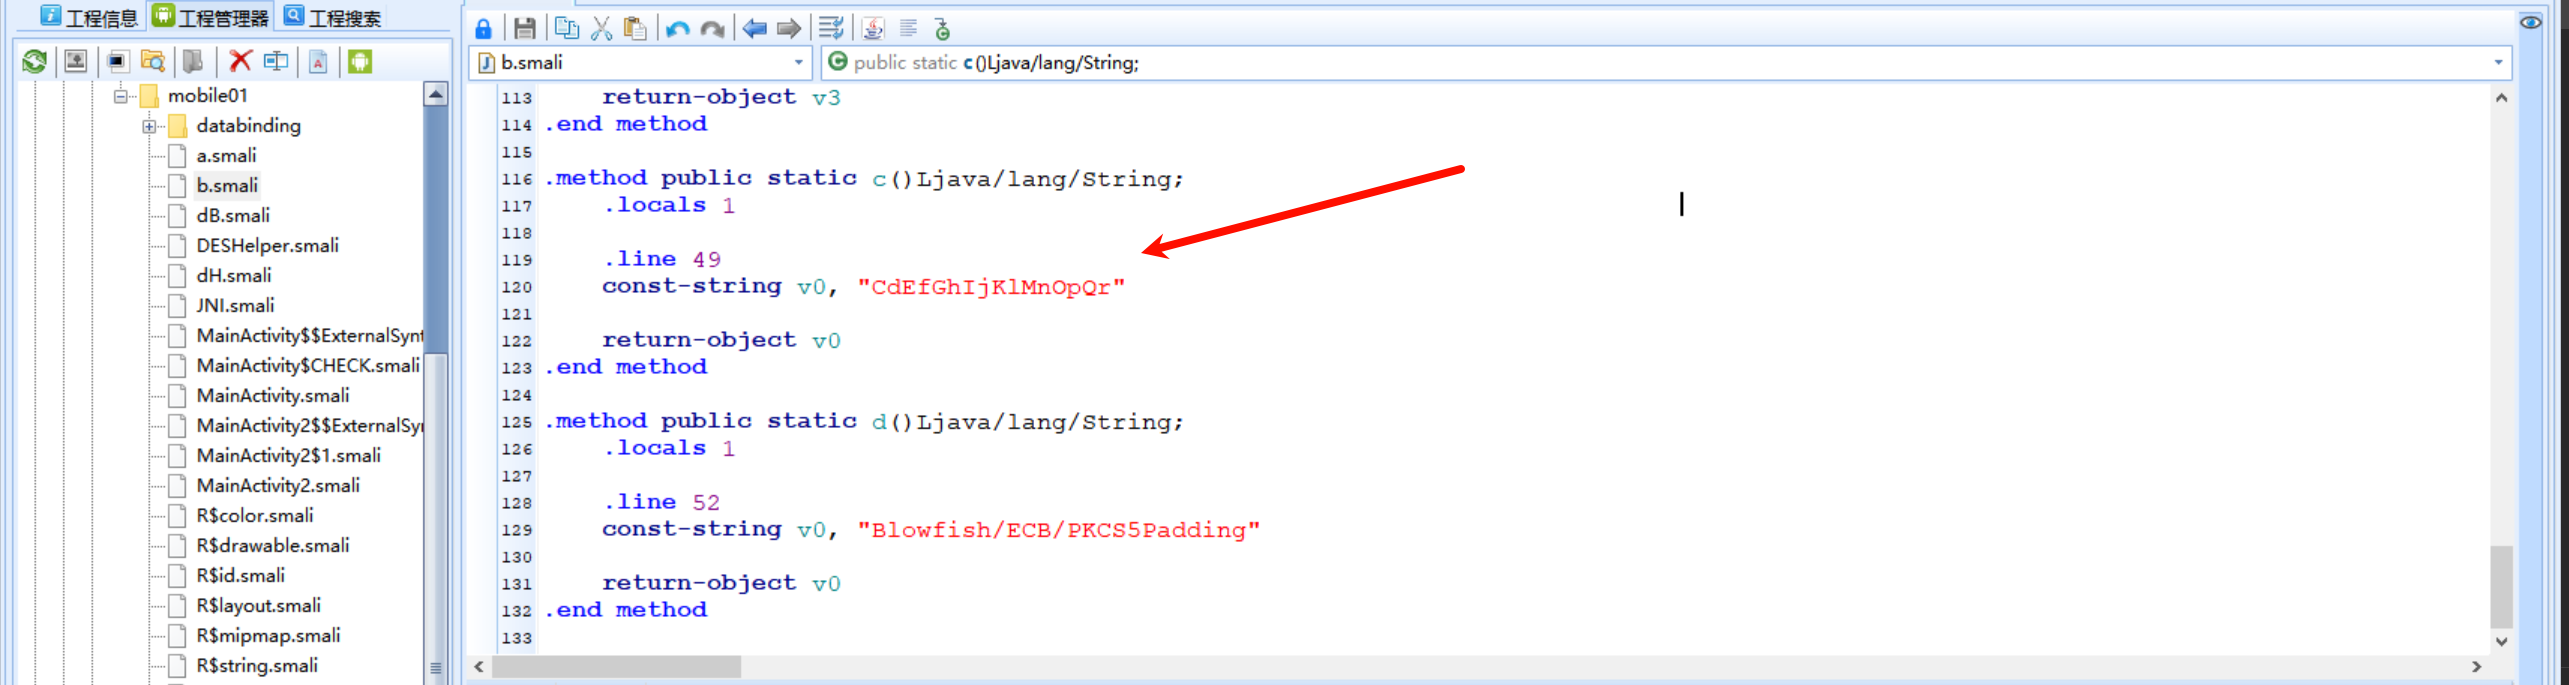 工程信息 工程管理器 工程搜索
b.smali public static c()Ljava/lang/String;
mobile01
databinding
a.smali
b.smali
dB.smali
DESHelper.smali
dH.smali
JNI.smali
MainActivity$$ExternalSynt
MainActivity$CHECK.smali
MainActivity.smali
MainActivity2$$ExternalSy
MainActivity2$1.smali
MainActivity2.smali
R$color.smali
R$drawable.smali
R$id.smali
R$layout.smali
R$mipmap.smali
R$string.smali
113 return-object v3
114 .end method
115
116 .method public static c()Ljava/lang/String;
117 .locals 1
118
119 .line 49
120 const-string v0, "CdEfGhIjKlMnOpQr"
121
122 return-object v0
123 .end method
124
125 .method public static d()Ljava/lang/String;
126 .locals 1
127
128 .line 52
129 const-string v0, "Blowfish/ECB/PKCS5Padding"
130
131 return-object v0
132 .end method
133